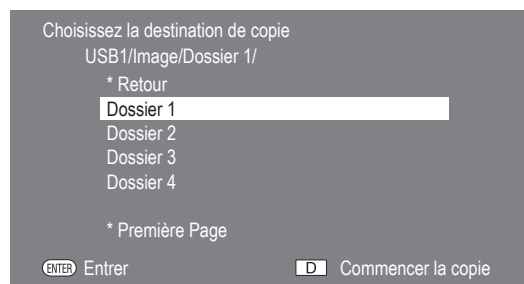 Choisissez la destination de copie
USB1/Image/Dossier 1/
* Retour
Dossier 1
Dossier 2
Dossier 3
Dossier 4
* Première Page
ENTER Entrer D Commencer la copie